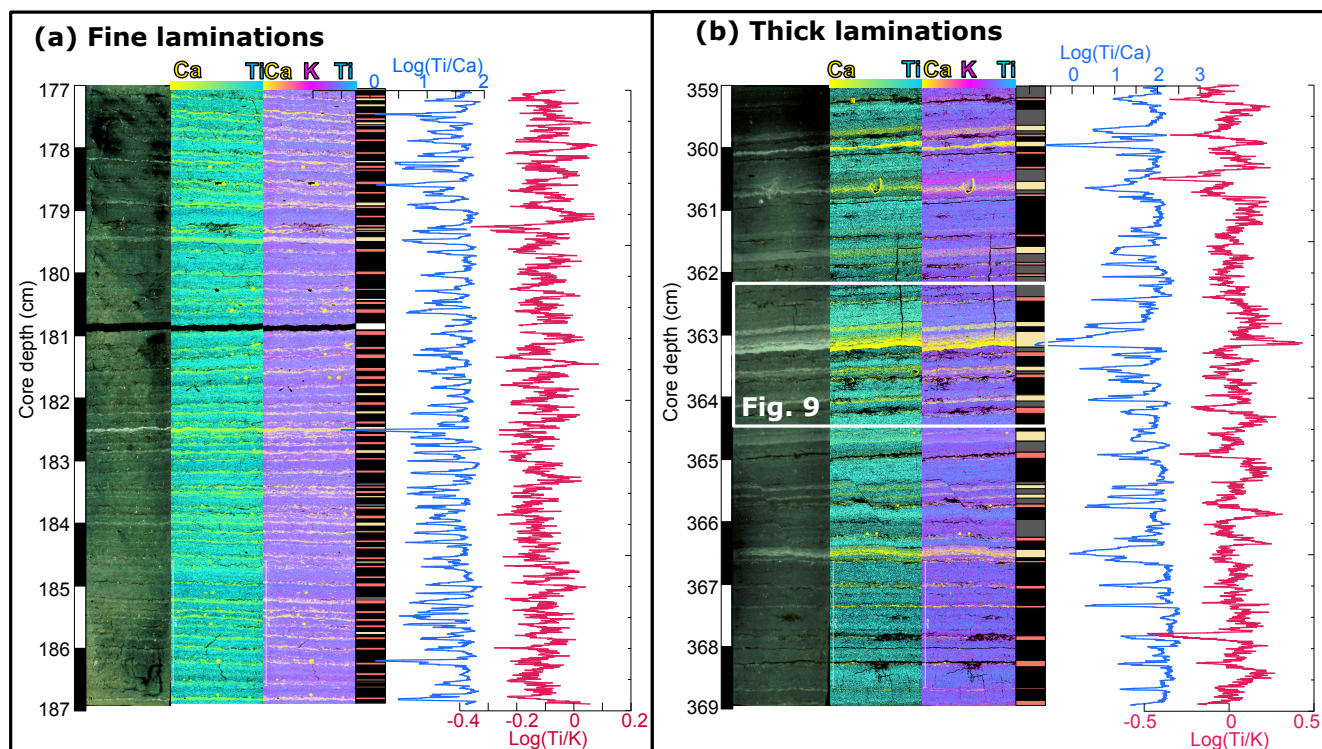 (a) Fine laminations
Ca Ti Ca K Ti
Log(Ti/Ca)
0 1 2
Core depth (cm)
177
178
179
180
181
182
183
184
185
186
187
-0.4 -0.2 0 0.2
Log(Ti/K)
(b) Thick laminations
Ca Ti Ca K Ti
Log(Ti/Ca)
0 1 2 3
Core depth (cm)
359
360
361
362
363
364
365
366
367
368
369
Fig. 9
-0.5 0 0.5
Log(Ti/K)